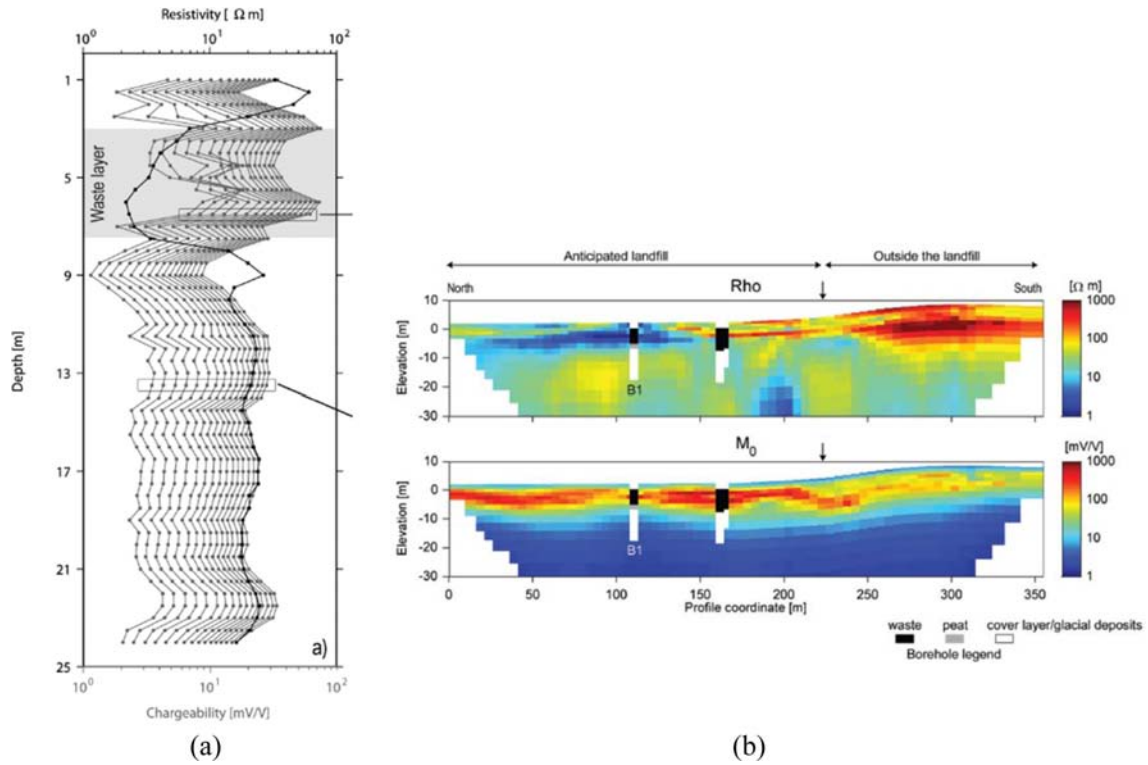 Resistivity [ Ω m]
10⁰ 10¹ 10²
1
5
9
13
17
21
25
Depth [m]
Waste layer
a)
10⁰ 10¹ 10²
Chargeability [mV/V]
(a)
Anticipated landfill Outside the landfill
North Rho South
[Ω m]
10
0
-10
-20
-30
Elevation [m]
B1
1000
100
10
1
M₀
[mV/V]
10
0
-10
-20
-30
Elevation [m]
B1
1000
100
10
1
0 50 100 150 200 250 300 350
Profile coordinate [m]
waste peat cover layer/glacial deposits
Borehole legend
(b)